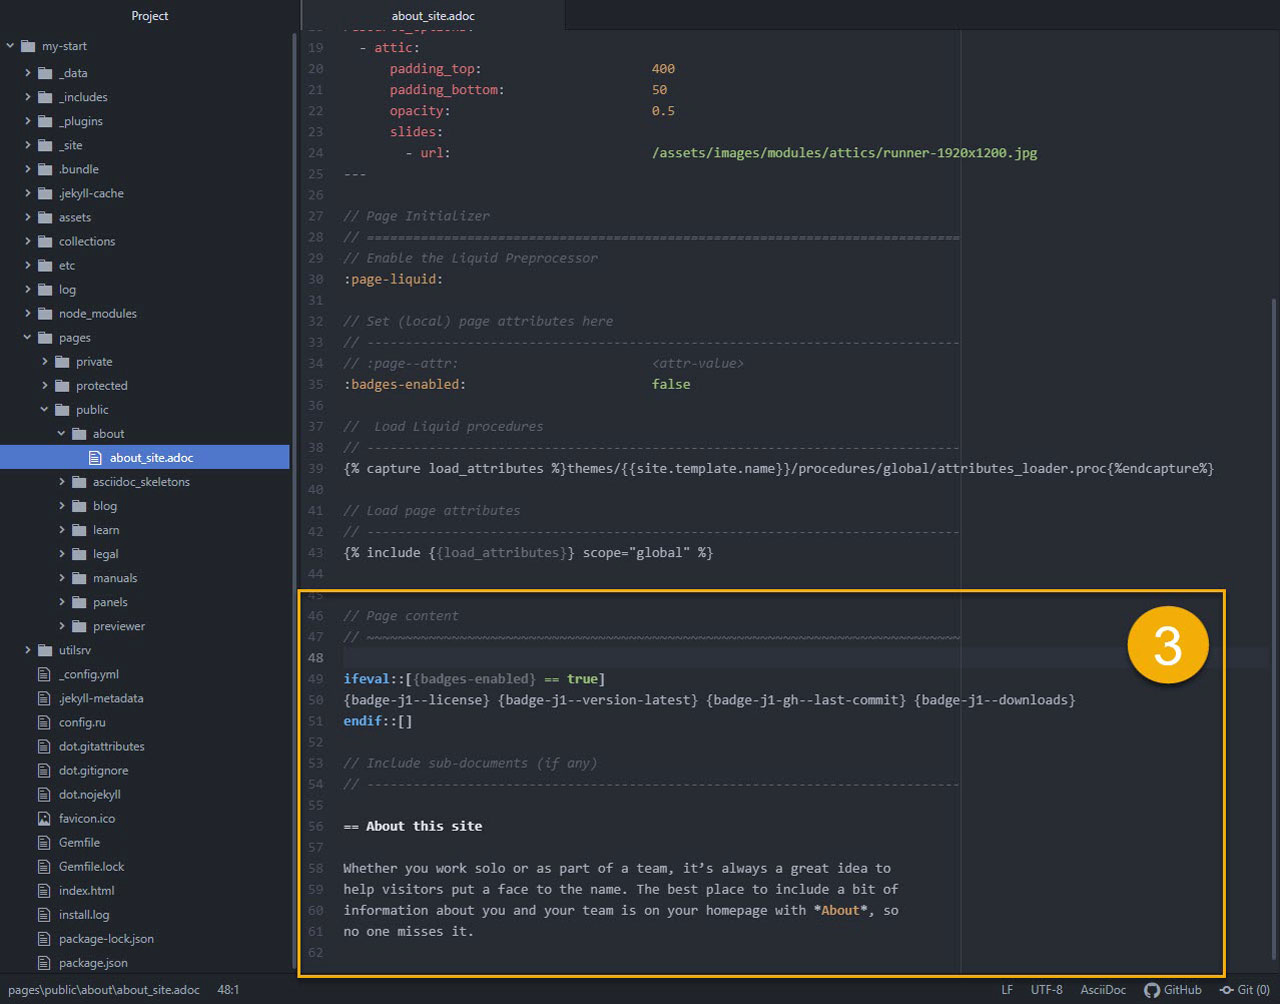 Project
my-start
_data
_includes
_plugins
_site
.bundle
.jekyll-cache
assets
collections
etc
log
node_modules
pages
private
protected
public
about
about_site.adoc
asciidoc_skeletons
blog
learn
legal
manuals
panels
previewer
utilsrv
_config.yml
.jekyll-metadata
config.ru
dot.gitattributes
dot.gitignore
dot.nojekyll
favicon.ico
Gemfile
Gemfile.lock
index.html
install.log
package-lock.json
package.json
about_site.adoc
19   - attic:
20       padding_top:                      400
21       padding_bottom:                   50
22       opacity:                          0.5
23       slides:
24         - url:                          /assets/images/modules/attics/runner-1920x1200.jpg
25 ---
26
27 // Page Initializer
28 // =============================================================================
29 // Enable the Liquid Preprocessor
30 :page-liquid:
31
32 // Set (local) page attributes here
33 // -----------------------------------------------------------------------------
34 // :page--attr:                         <attr-value>
35 :badges-enabled:                        false
36
37 //  Load Liquid procedures
38 // -----------------------------------------------------------------------------
39 {% capture load_attributes %}themes/{{site.template.name}}/procedures/global/attributes_loader.proc{%endcapture%}
40
41 // Load page attributes
42 // -----------------------------------------------------------------------------
43 {% include {{load_attributes}} scope="global" %}
44
45
46 // Page content
47 // ~~~~~~~~~~~~~~~~~~~~~~~~~~~~~~~~~~~~~~~~~~~~~~~~~~~~~~~~~~~~~~~~~~~~~~~~~~~~~
48
49 ifeval::[{badges-enabled} == true]
50 {badge-j1--license} {badge-j1--version-latest} {badge-j1-gh--last-commit} {badge-j1--downloads}
51 endif::[]
52
53 // Include sub-documents (if any)
54 // -----------------------------------------------------------------------------
55
56 == About this site
57
58 Whether you work solo or as part of a team, it’s always a great idea to
59 help visitors put a face to the name. The best place to include a bit of
60 information about you and your team is on your homepage with *About*, so
61 no one misses it.
62
3
pages\public\about\about_site.adoc 48:1 LF UTF-8 AsciiDoc GitHub Git (0)